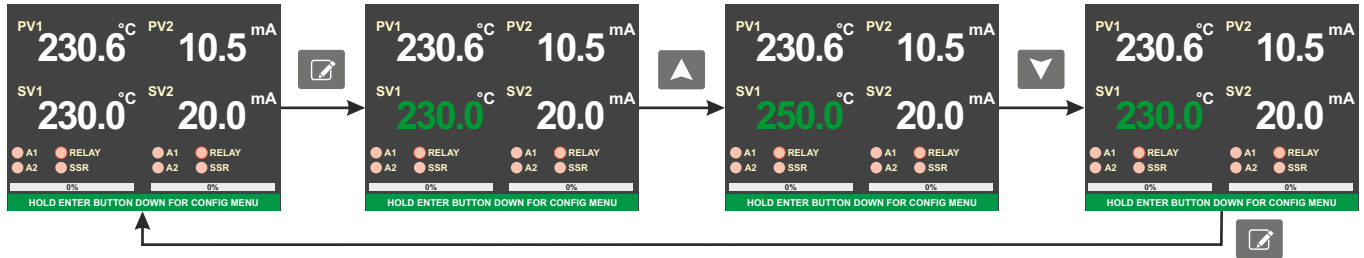 PV1 230.6 °C PV2 10.5 mA
SV1 230.0 °C SV2 20.0 mA
A1 RELAY A1 RELAY
A2 SSR A2 SSR
0% 0%
HOLD ENTER BUTTON DOWN FOR CONFIG MENU
PV1 230.6 °C PV2 10.5 mA
SV1 230.0 °C SV2 20.0 mA
A1 RELAY A1 RELAY
A2 SSR A2 SSR
0% 0%
HOLD ENTER BUTTON DOWN FOR CONFIG MENU
PV1 230.6 °C PV2 10.5 mA
SV1 250.0 °C SV2 20.0 mA
A1 RELAY A1 RELAY
A2 SSR A2 SSR
0% 0%
HOLD ENTER BUTTON DOWN FOR CONFIG MENU
PV1 230.6 °C PV2 10.5 mA
SV1 230.0 °C SV2 20.0 mA
A1 RELAY A1 RELAY
A2 SSR A2 SSR
0% 0%
HOLD ENTER BUTTON DOWN FOR CONFIG MENU